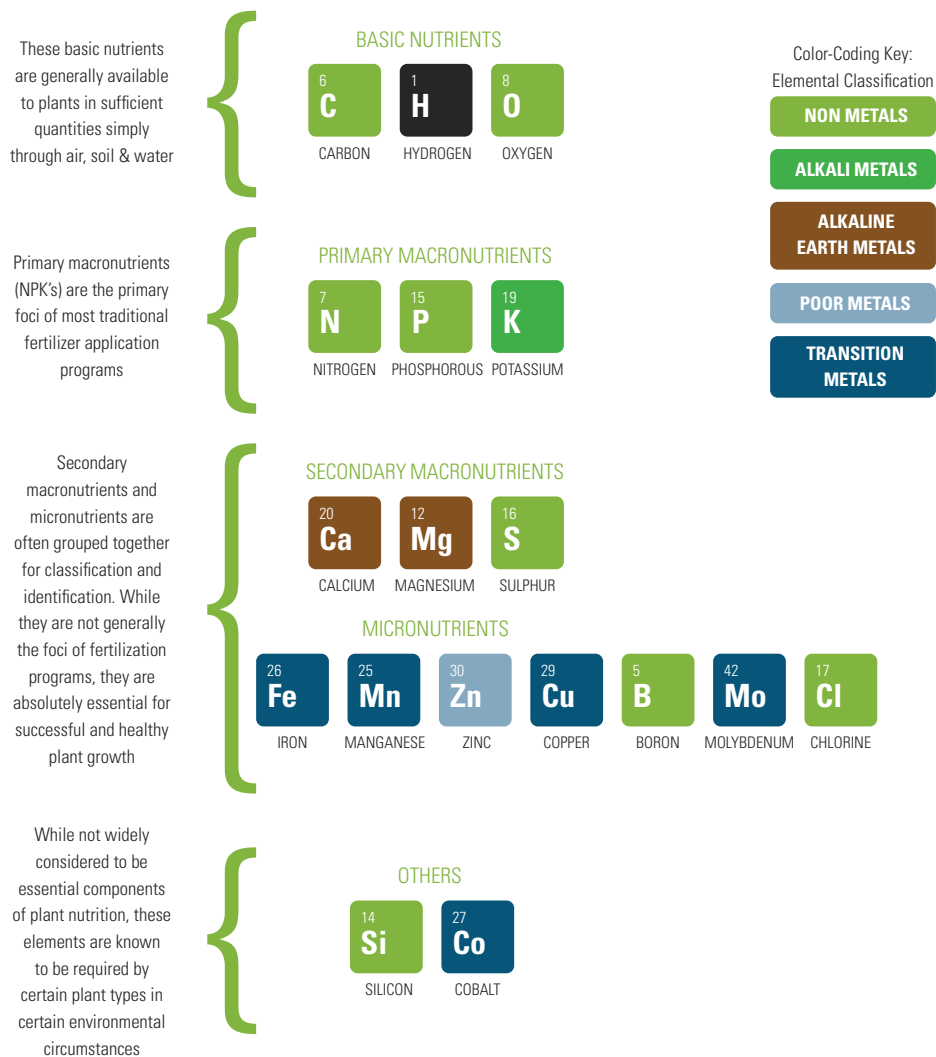 These basic nutrients
are generally available
to plants in sufficient
quantities simply
through air, soil & water
BASIC NUTRIENTS
6
C
CARBON
1
H
HYDROGEN
8
O
OXYGEN
Color-Coding Key:
Elemental Classification
NON METALS
ALKALI METALS
ALKALINE
EARTH METALS
POOR METALS
TRANSITION
METALS
Primary macronutrients
(NPK's) are the primary
foci of most traditional
fertilizer application
programs
PRIMARY MACRONUTRIENTS
7
N
NITROGEN
15
P
PHOSPHOROUS
19
K
POTASSIUM
Secondary
macronutrients and
micronutrients are
often grouped together
for classification and
identification. While
they are not generally
the foci of fertilization
programs, they are
absolutely essential for
successful and healthy
plant growth
SECONDARY MACRONUTRIENTS
20
Ca
CALCIUM
12
Mg
MAGNESIUM
16
S
SULPHUR
MICRONUTRIENTS
26
Fe
IRON
25
Mn
MANGANESE
30
Zn
ZINC
29
Cu
COPPER
5
B
BORON
42
Mo
MOLYBDENUM
17
Cl
CHLORINE
While not widely
considered to be
essential components
of plant nutrition, these
elements are known
to be required by
certain plant types in
certain environmental
circumstances
OTHERS
14
Si
SILICON
27
Co
COBALT